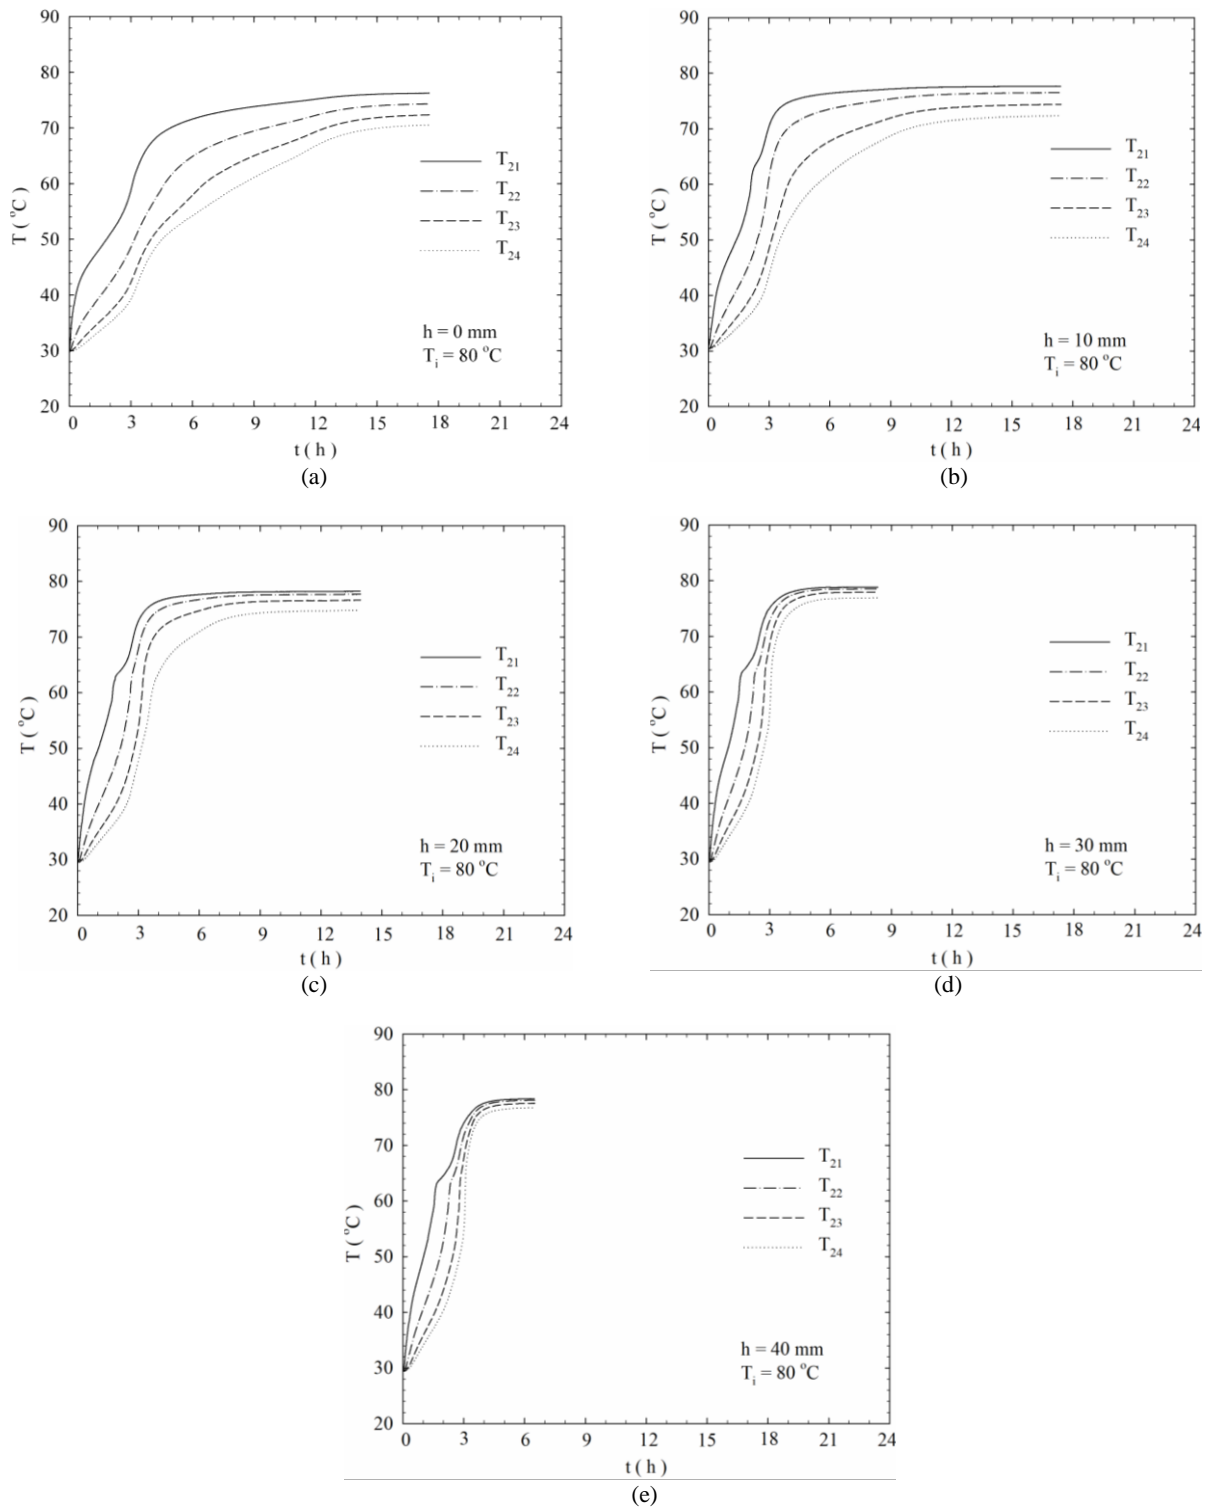 90
80
70
60
50
40
30
20
T ( °C)
0 3 6 9 12 15 18 21 24
t ( h )
T21
T22
T23
T24
h = 0 mm
Ti = 80 °C
(a)
90
80
70
60
50
40
30
20
T ( °C)
0 3 6 9 12 15 18 21 24
t ( h )
T21
T22
T23
T24
h = 10 mm
Ti = 80 °C
(b)
90
80
70
60
50
40
30
20
T ( °C)
0 3 6 9 12 15 18 21 24
t ( h )
T21
T22
T23
T24
h = 20 mm
Ti = 80 °C
(c)
90
80
70
60
50
40
30
20
T ( °C)
0 3 6 9 12 15 18 21 24
t ( h )
T21
T22
T23
T24
h = 30 mm
Ti = 80 °C
(d)
90
80
70
60
50
40
30
20
T ( °C)
0 3 6 9 12 15 18 21 24
t ( h )
T21
T22
T23
T24
h = 40 mm
Ti = 80 °C
(e)